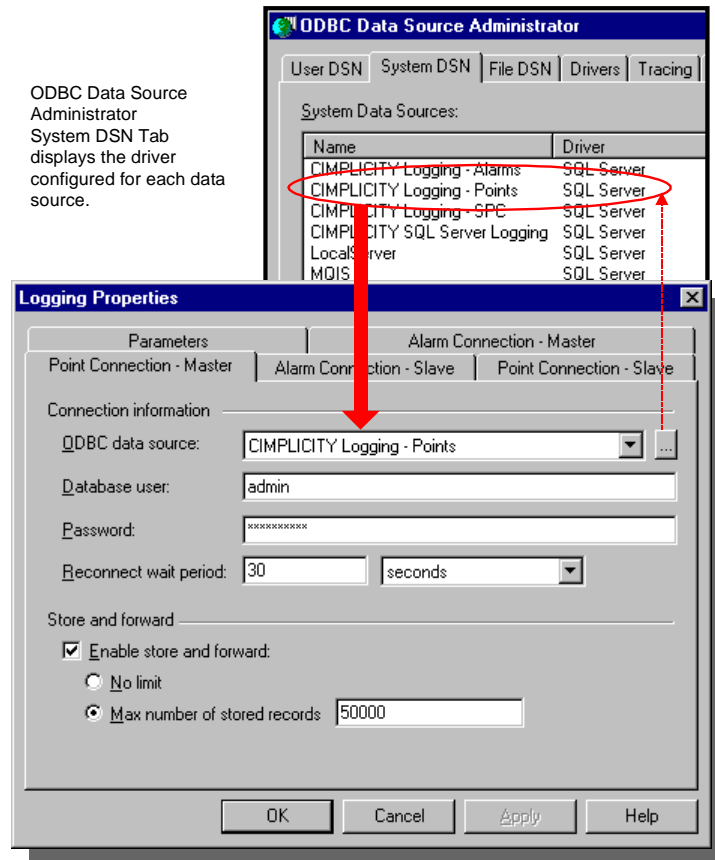 ODBC Data Source Administrator
User DSN System DSN File DSN Drivers Tracing
ODBC Data Source
Administrator
System DSN Tab
displays the driver
configured for each data
source.
System Data Sources:
Name Driver
CIMPLICITY Logging - Alarms SQL Server
CIMPLICITY Logging - Points SQL Server
CIMPLICITY Logging - SPC SQL Server
CIMPLICITY SQL Server Logging SQL Server
LocalServer SQL Server
MQIS SQL Server
Logging Properties
Parameters Alarm Connection - Master
Point Connection - Master Alarm Connection - Slave Point Connection - Slave
Connection information
ODBC data source: CIMPLICITY Logging - Points ...
Database user: admin
Password: **********
Reconnect wait period: 30 seconds
Store and forward
Enable store and forward:
No limit
Max number of stored records 50000
OK Cancel Apply Help